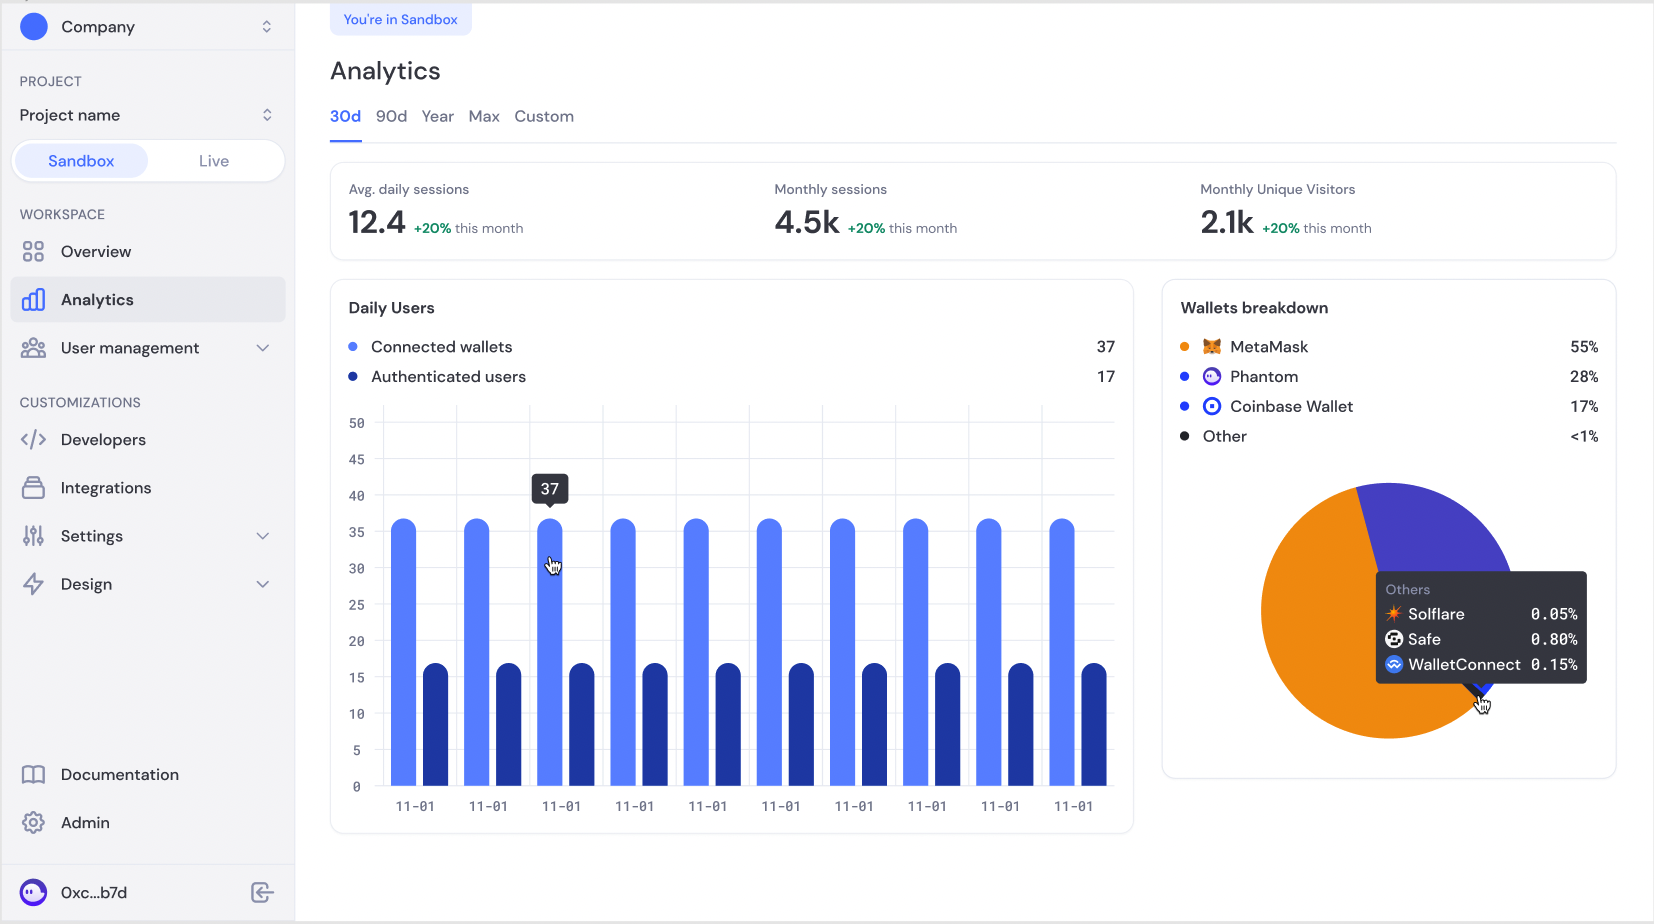 Company
PROJECT
Project name
Sandbox Live
WORKSPACE
Overview
Analytics
User management
CUSTOMIZATIONS
Developers
Integrations
Settings
Design
Documentation
Admin
0xc...b7d
You're in Sandbox
Analytics
30d 90d Year Max Custom
Avg. daily sessions
12.4 +20% this month
Monthly sessions
4.5k +20% this month
Monthly Unique Visitors
2.1k +20% this month
Daily Users
Connected wallets 37
Authenticated users 17
50
45
40
35
30
25
20
15
10
5
0
37
11-01 11-01 11-01 11-01 11-01 11-01 11-01 11-01 11-01 11-01
Wallets breakdown
MetaMask 55%
Phantom 28%
Coinbase Wallet 17%
Other <1%
Others
Solflare 0.05%
Safe 0.80%
WalletConnect 0.15%